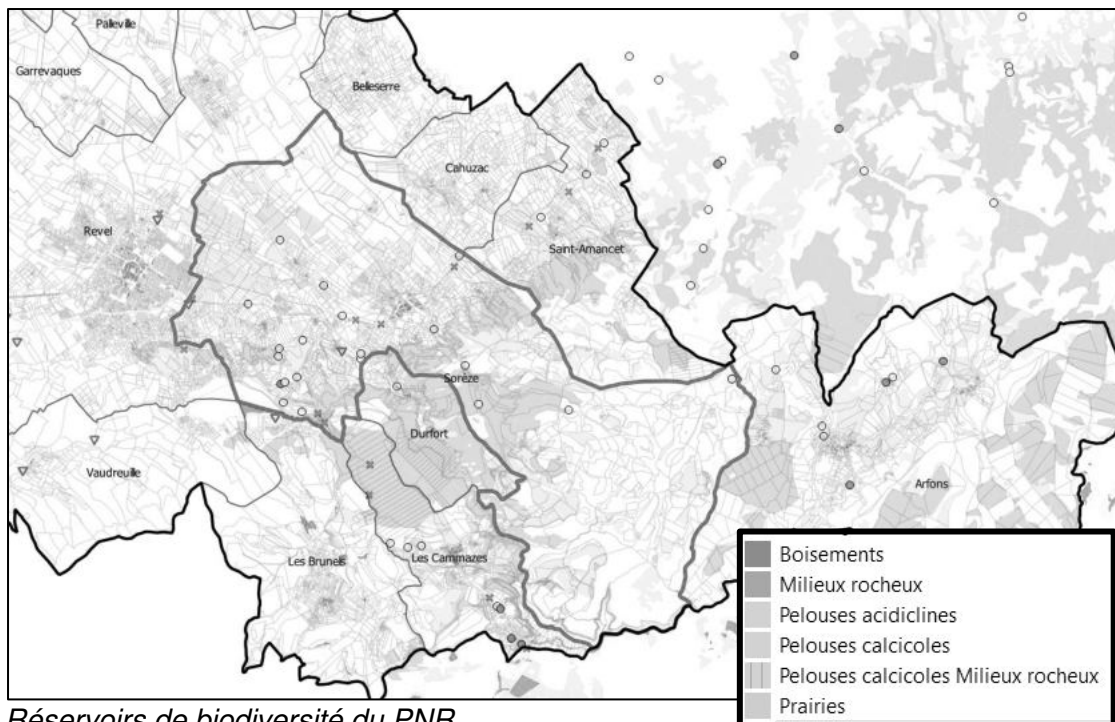 Palleville
Garrevaques
Belleserre
Cahuzac
Revel
Saint-Amancet
Sorèze
Durfort
Vaudreuille
Arfons
Les Brunels
Les Cammazes
Boisements
Milieux rocheux
Pelouses acidiclines
Pelouses calcicoles
Pelouses calcicoles Milieux rocheux
Prairies
Réservoirs de biodiversité du PNR